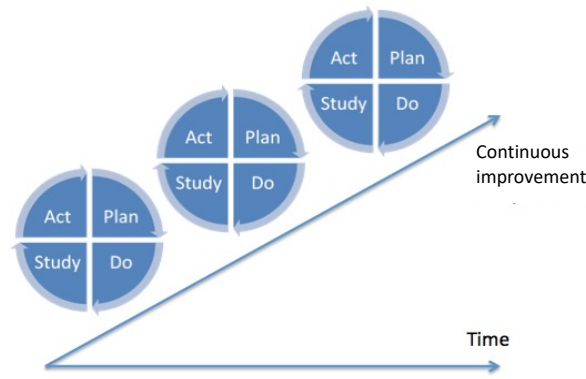 Act Plan
Study Do
Act Plan
Study Do
Act Plan
Study Do
Continuous
improvement
Time